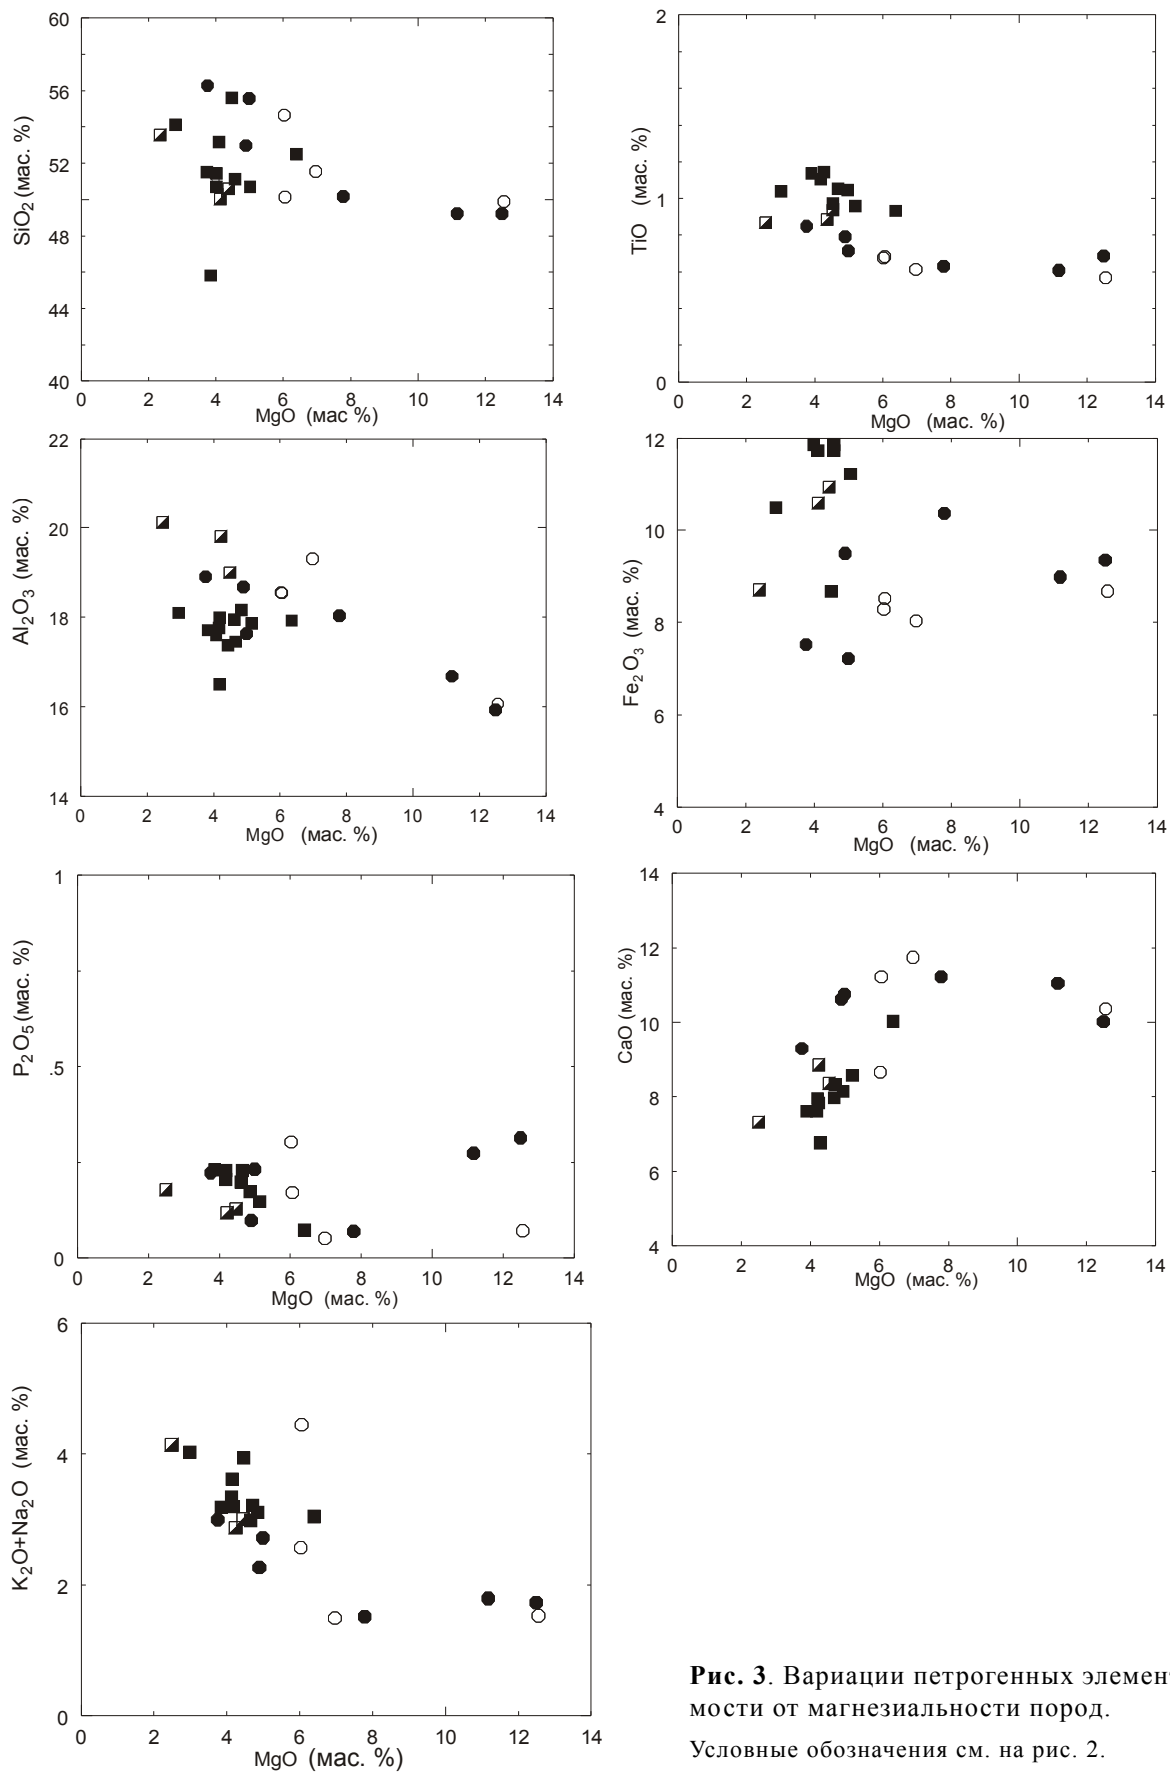 60
56
52
48
44
40
SiO2 (мас. %)
0 2 4 6 8 10 12 14
MgO (мас %)
2
1
0
TiO (мас. %)
0 2 4 6 8 10 12 14
MgO (мас. %)
22
20
18
16
14
Al2O3 (мас. %)
0 2 4 6 8 10 12 14
MgO (мас. %)
12
10
8
6
4
Fe2O3 (мас. %)
0 2 4 6 8 10 12 14
MgO (мас. %)
1
.5
0
P2O5(мас. %)
0 2 4 6 8 10 12 14
MgO (мас. %)
14
12
10
8
6
4
CaO (мас. %)
0 2 4 6 8 10 12 14
MgO (мас. %)
6
4
2
0
K2O+Na2O (мас. %)
0 2 4 6 8 10 12 14
MgO (мас. %)
Рис. 3. Вариации петрогенных элемен
мости от магнезиальности пород.
Условные обозначения см. на рис. 2.